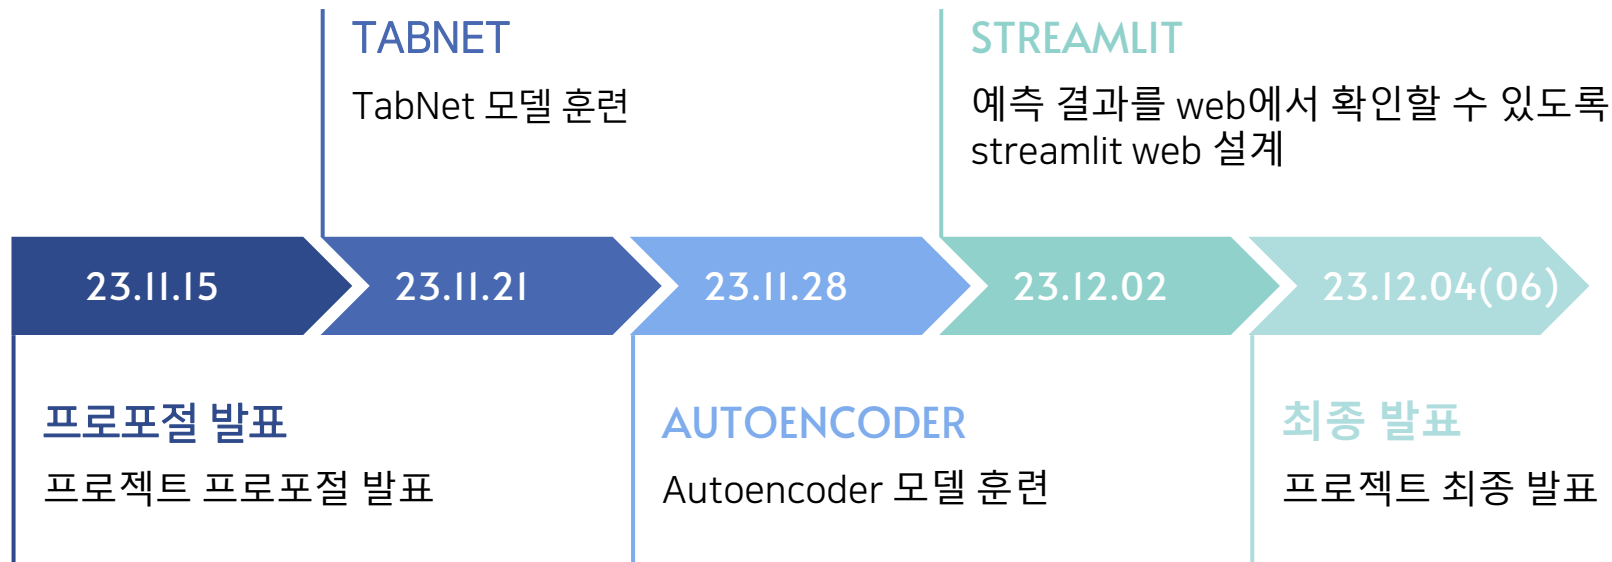 TABNET
TabNet 모델 훈련
STREAMLIT
예측 결과를 web에서 확인할 수 있도록
streamlit web 설계
23.11.15
23.11.21
23.11.28
23.12.02
23.12.04(06)
프로포절 발표
프로젝트 프로포절 발표
AUTOENCODER
Autoencoder 모델 훈련
최종 발표
프로젝트 최종 발표